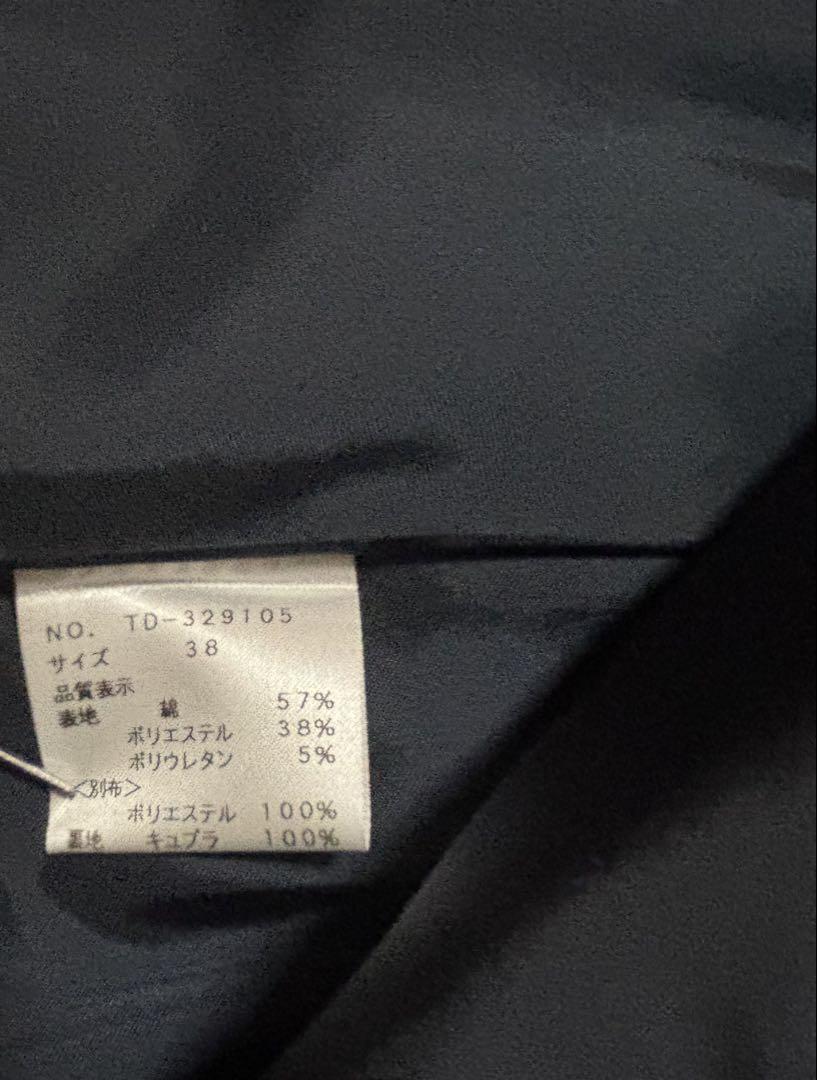 NO. TD-329105
サイズ 38
品質表示
表地 綿 57%
ポリエステル 38%
ポリウレタン 5%
<別布>
ポリエステル 100%
裏地 キュプラ 100%